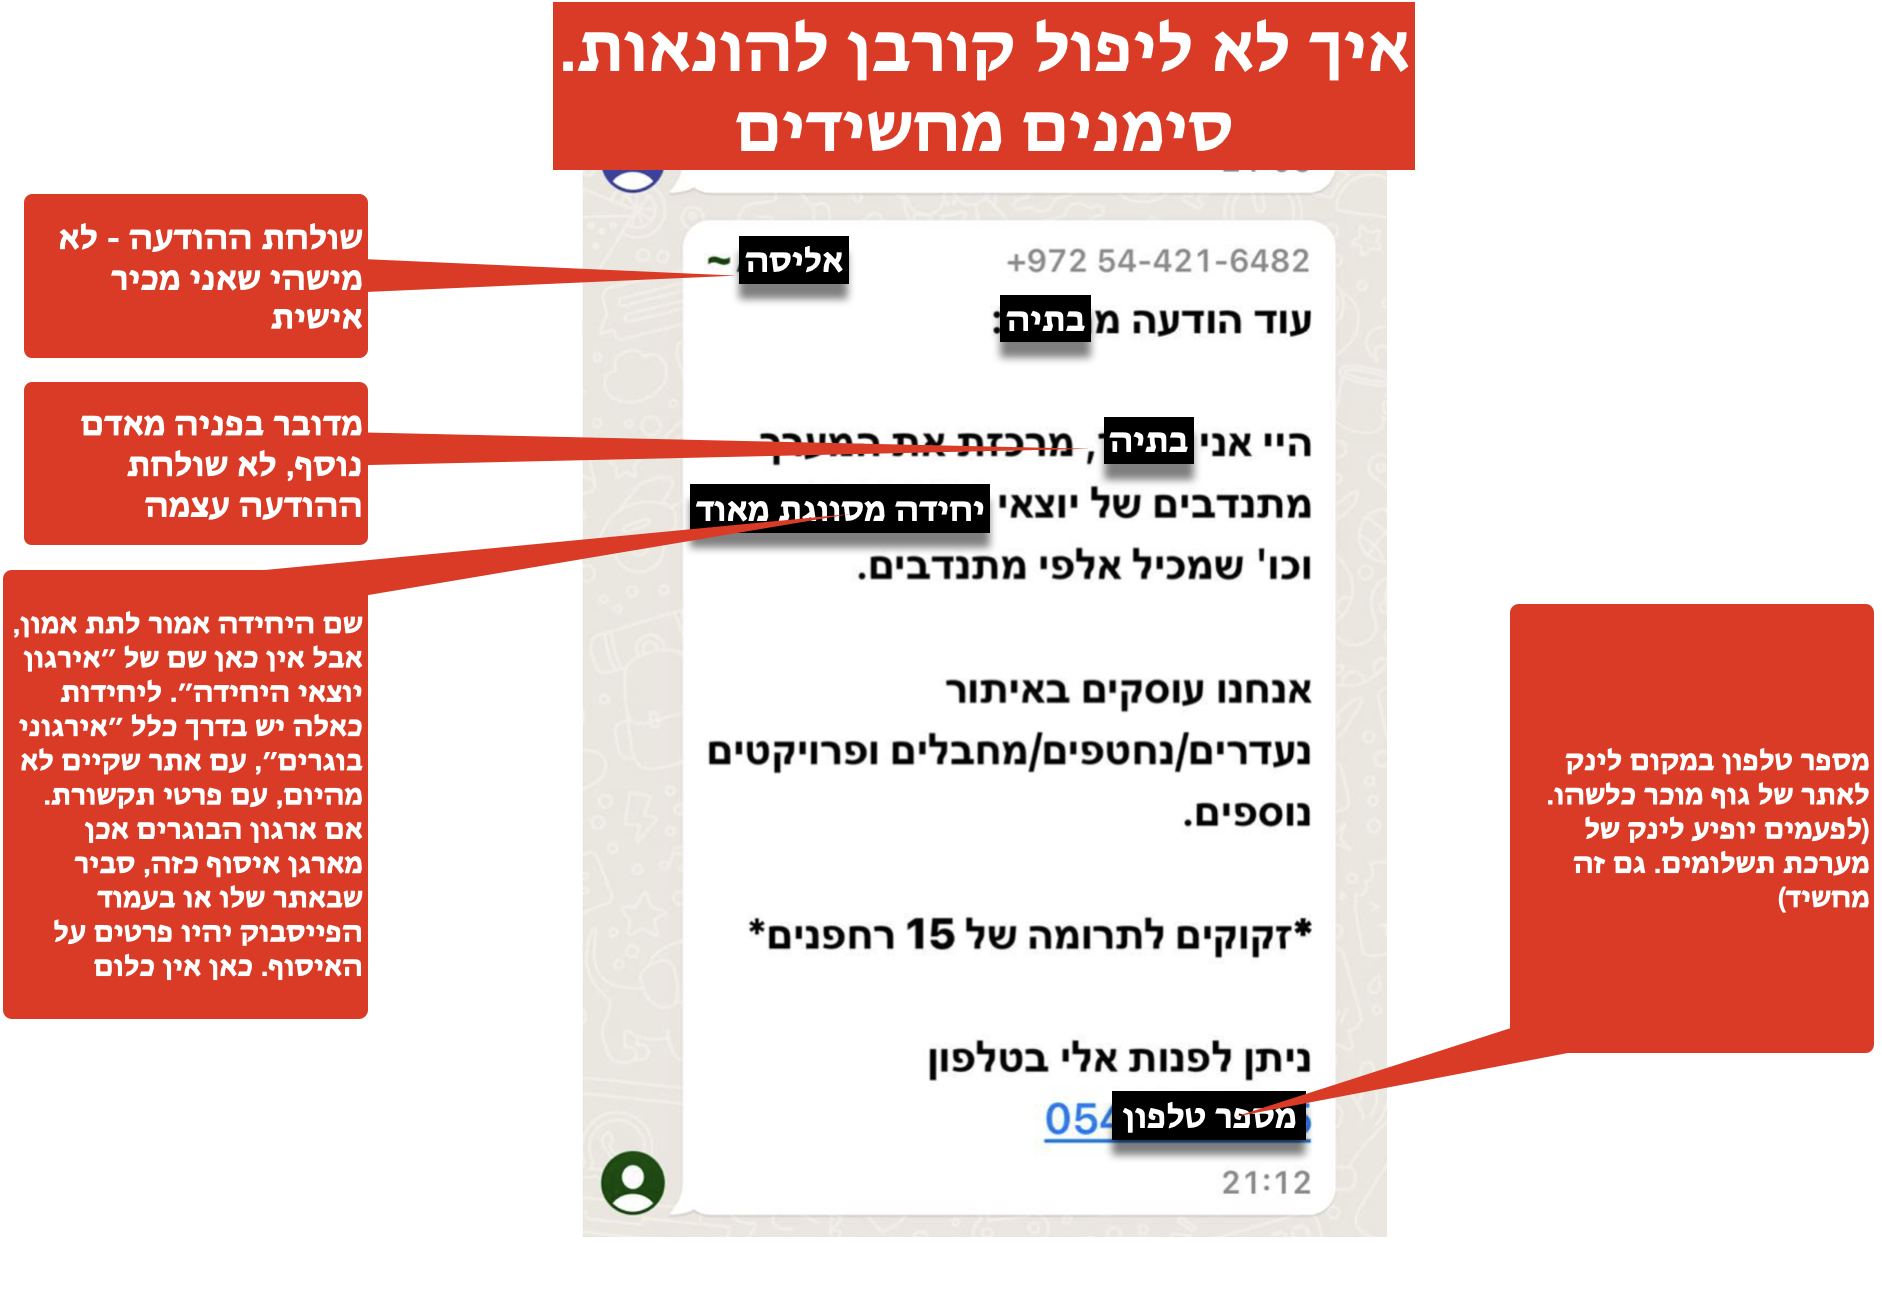 איך לא ליפול קורבן להונאות.
סימנים מחשידים
שולחת ההודעה - לא
מישהי שאני מכיר
אישית
מדובר בפניה מאדם
נוסף, לא שולחת
ההודעה עצמה
שם היחידה אמור לתת אמון,
אבל אין כאן שם של ״אירגון
יוצאי היחידה״. ליחידות
כאלה יש בדרך כלל ״אירגוני
בוגרים״, עם אתר שקיים לא
מהיום, עם פרטי תקשורת.
אם ארגון הבוגרים אכן
מארגן איסוף כזה, סביר
שבאתר שלו או בעמוד
הפייסבוק יהיו פרטים על
האיסוף. כאן אין כלום
~ אליסה +972 54-421-6482
עוד הודעה מ בתיה:
היי אני בתיה, מרכזת את המערך
מתנדבים של יוצאי יחידה מסווגת מאוד
וכו' שמכיל אלפי מתנדבים.
אנחנו עוסקים באיתור
נעדרים/נחטפים/מחבלים ופרויקטים
נוספים.
*זקוקים לתרומה של 15 רחפנים*
ניתן לפנות אלי בטלפון
054 מספר טלפון
21:12
מספר טלפון במקום לינק
לאתר של גוף מוכר כלשהו.
(לפעמים יופיע לינק של
מערכת תשלומים. גם זה
מחשיד)